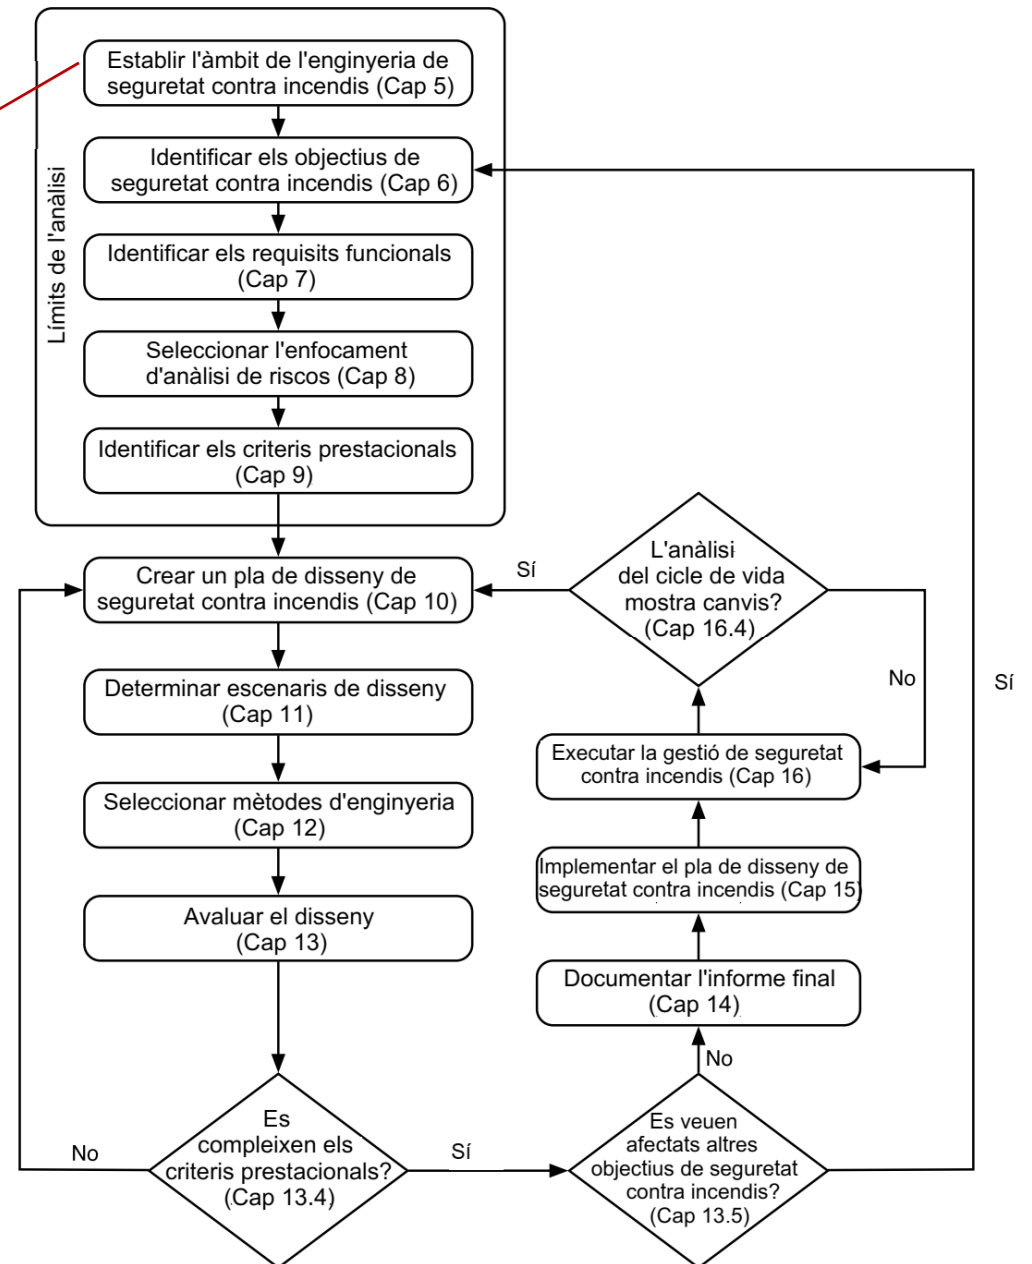 Establir l'àmbit de l'enginyeria de
seguretat contra incendis (Cap 5)
Límits de l'anàlisi
Identificar els objectius de
seguretat contra incendis (Cap 6)
Identificar els requisits funcionals
(Cap 7)
Seleccionar l'enfocament
d'anàlisi de riscos (Cap 8)
Identificar els criteris prestacionals
(Cap 9)
Crear un pla de disseny de
seguretat contra incendis (Cap 10)
Determinar escenaris de disseny
(Cap 11)
Seleccionar mètodes d'enginyeria
(Cap 12)
Avaluar el disseny
(Cap 13)
Es
compleixen els
criteris prestacionals?
(Cap 13.4)
No
Sí
Es veuen
afectats altres
objectius de seguretat
contra incendis?
(Cap 13.5)
No
Sí
Documentar l'informe final
(Cap 14)
Implementar el pla de disseny de
seguretat contra incendis (Cap 15)
Executar la gestió de seguretat
contra incendis (Cap 16)
L'anàlisi
del cicle de vida
mostra canvis?
(Cap 16.4)
Sí
No